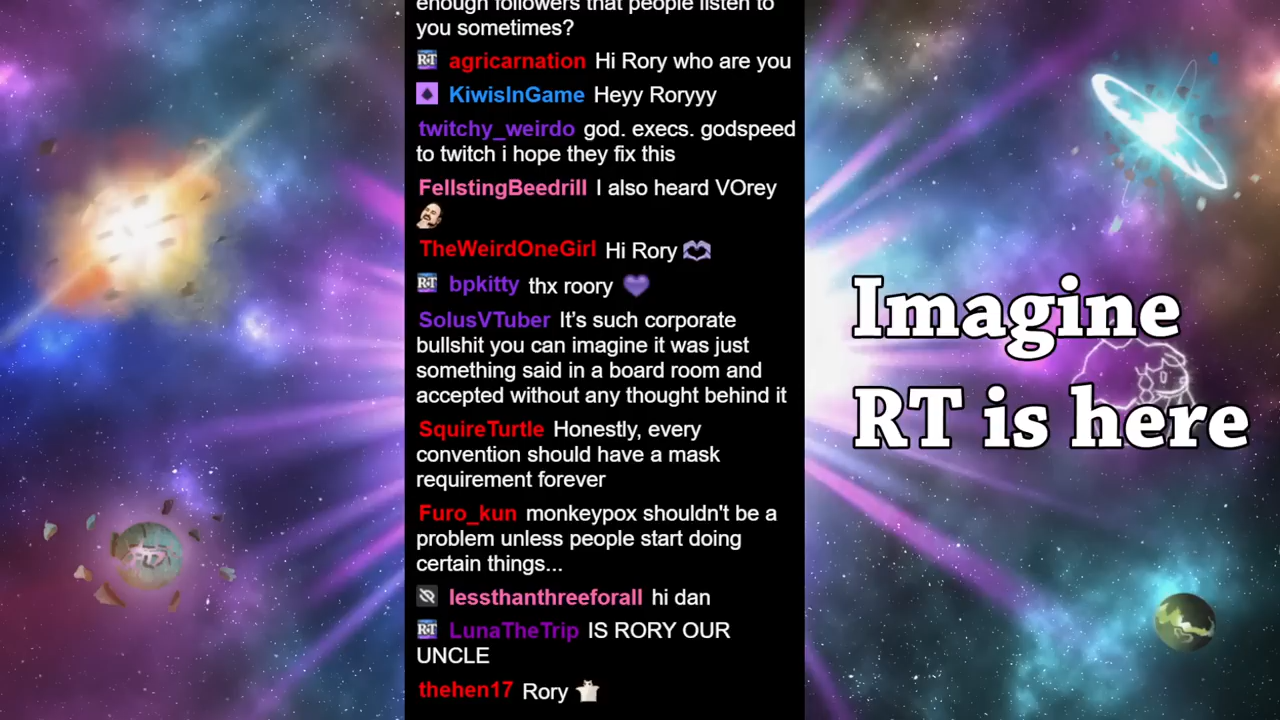 enough followers that people listen to
you sometimes?
RT agricarnation Hi Rory who are you
KiwisInGame Heyy Roryyy
twitchy_weirdo god. execs. godspeed
to twitch i hope they fix this
FellstingBeedrill I also heard VOrey
TheWeirdOneGirl Hi Rory
RT bpkitty thx roory
SolusVTuber It’s such corporate
bullshit you can imagine it was just
something said in a board room and
accepted without any thought behind it
SquireTurtle Honestly, every
convention should have a mask
requirement forever
Furo_kun monkeypox shouldn't be a
problem unless people start doing
certain things...
lessthanthreeforall hi dan
RT LunaTheTrip IS RORY OUR
UNCLE
thehen17 Rory
Imagine
RT is here